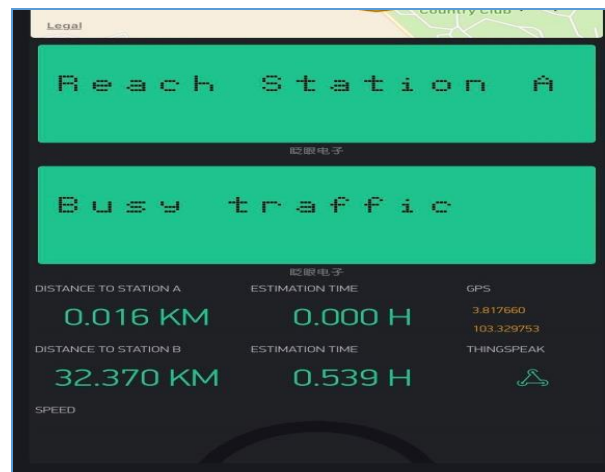 Country Club
Legal
Reach Station A
眨眼电子
Busy traffic
眨眼电子
DISTANCE TO STATION A ESTIMATION TIME GPS
0.016 KM 0.000 H 3.817660
103.329753
DISTANCE TO STATION B ESTIMATION TIME THINGSPEAK
32.370 KM 0.539 H
SPEED